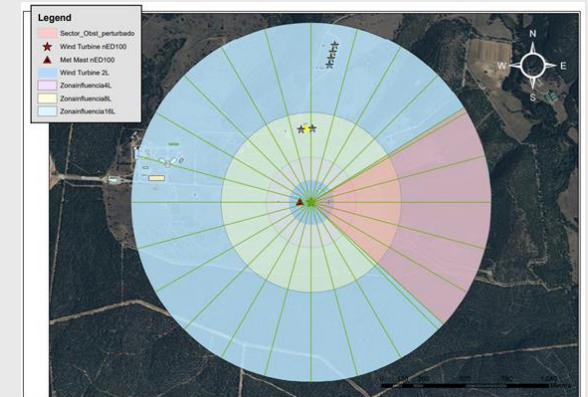 Legend
Sector_Obst_perturbado
Wind Turbine nED100
Met Mast nED100
Wind Turbine 2L
Zonainfluencia4L
Zonainfluencia8L
Zonainfluencia16L
N
W
E
S